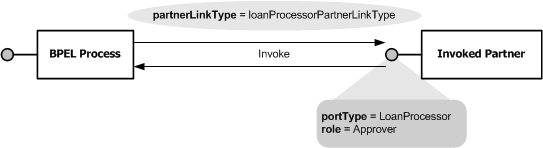 partnerLinkType = loanProcessorPartnerLinkType
BPEL Process
Invoke
Invoked Partner
portType = LoanProcessor
role = Approver